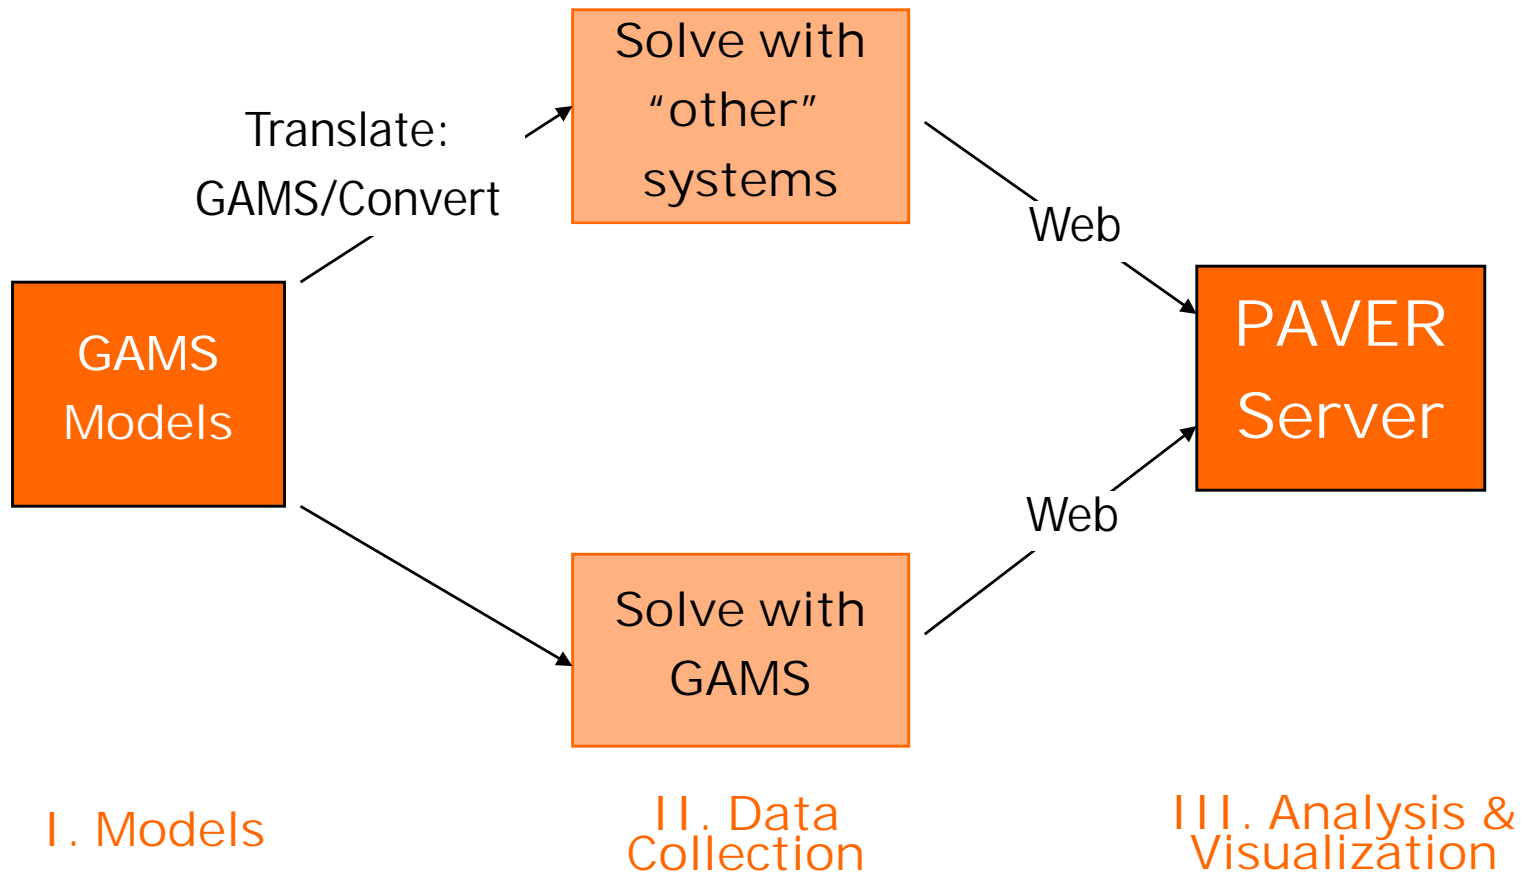 Solve with
“other”
systems
Translate:
GAMS/Convert
Web
GAMS
Models
PAVER
Server
Web
Solve with
GAMS
I. Models
II. Data
Collection
III. Analysis &
Visualization